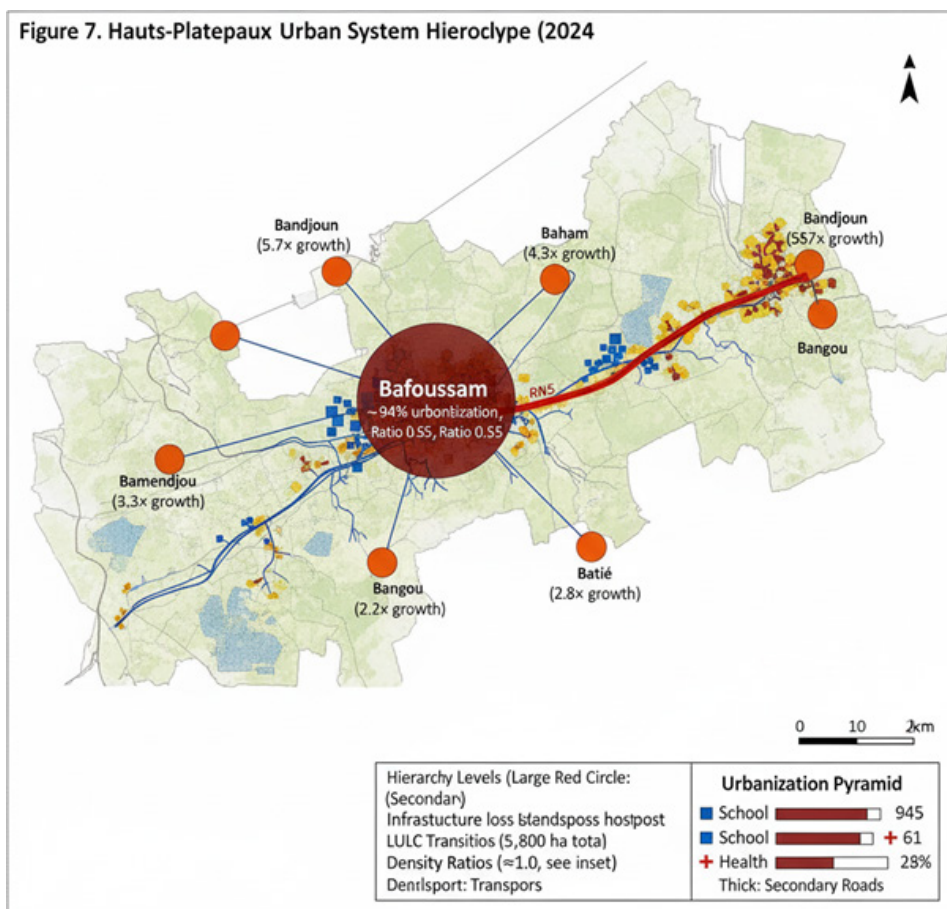 Figure 7. Hauts-Platepaux Urban System Hieroclype (2024
Bandjoun
(5.7× growth)
Baham
(4.3× growth)
Bandjoun
(557× growth)
Bangou
RN5
Bafoussam
~94% urbontization,
Ratio 0.55, Ratio 0.55
Bamendjou
(3.3× growth)
Bangou
(2.2× growth)
Batié
(2.8× growth)
0 10 2km
Hierarchy Levels (Large Red Circle:
(Secondary)
Infrastucture loss hostpost
LULC Transitios (5,800 ha tota)
Density Ratios (≈1.0, see inset)
Dentlsport: Transpors
Urbanization Pyramid
School 945
School + 61
+ Health 28%
Thick: Secondary Roads